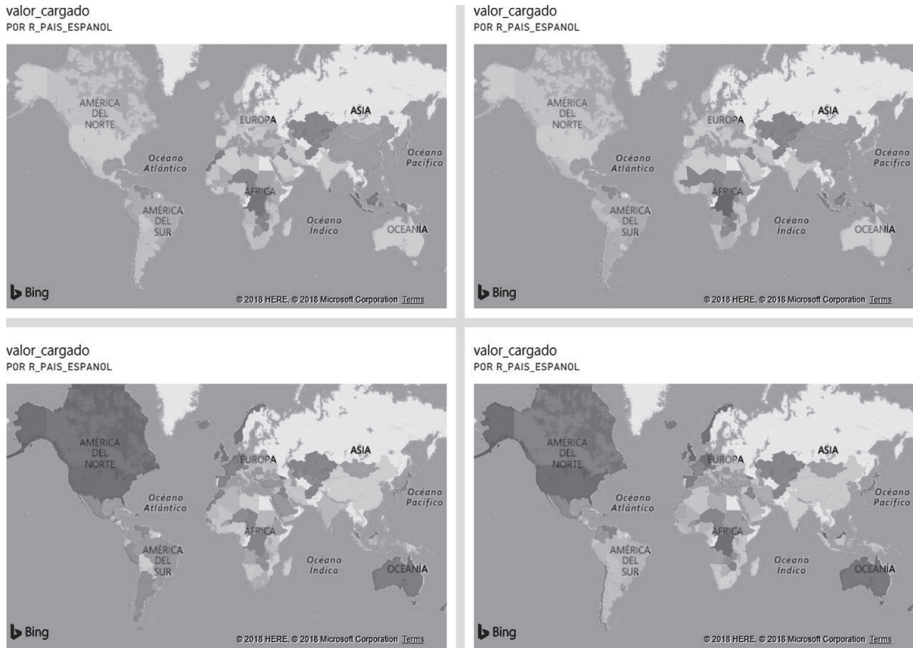 valor_cargado
POR R_PAIS_ESPANOL
AMÉRICA
DEL
NORTE
EUROPA
ASIA
Océano
Atlántico
Océano
Pacífico
ÁFRICA
AMÉRICA
DEL
SUR
Océano
Índico
OCEANÍA
Bing
© 2018 HERE, © 2018 Microsoft Corporation Terms
valor_cargado
POR R_PAIS_ESPANOL
AMÉRICA
DEL
NORTE
EUROPA
ASIA
Océano
Atlántico
Océano
Pacífico
ÁFRICA
AMÉRICA
DEL
SUR
Océano
Índico
OCEANÍA
Bing
© 2018 HERE, © 2018 Microsoft Corporation Terms
valor_cargado
POR R_PAIS_ESPANOL
AMÉRICA
DEL
NORTE
EUROPA
ASIA
Océano
Atlántico
Océano
Pacífico
ÁFRICA
AMÉRICA
DEL
SUR
Océano
Índico
OCEANÍA
Bing
© 2018 HERE, © 2018 Microsoft Corporation Terms
valor_cargado
POR R_PAIS_ESPANOL
AMÉRICA
DEL
NORTE
EUROPA
ASIA
Océano
Atlántico
Océano
Pacífico
ÁFRICA
AMÉRICA
DEL
SUR
Océano
Índico
OCEANÍA
Bing
© 2018 HERE, © 2018 Microsoft Corporation Terms